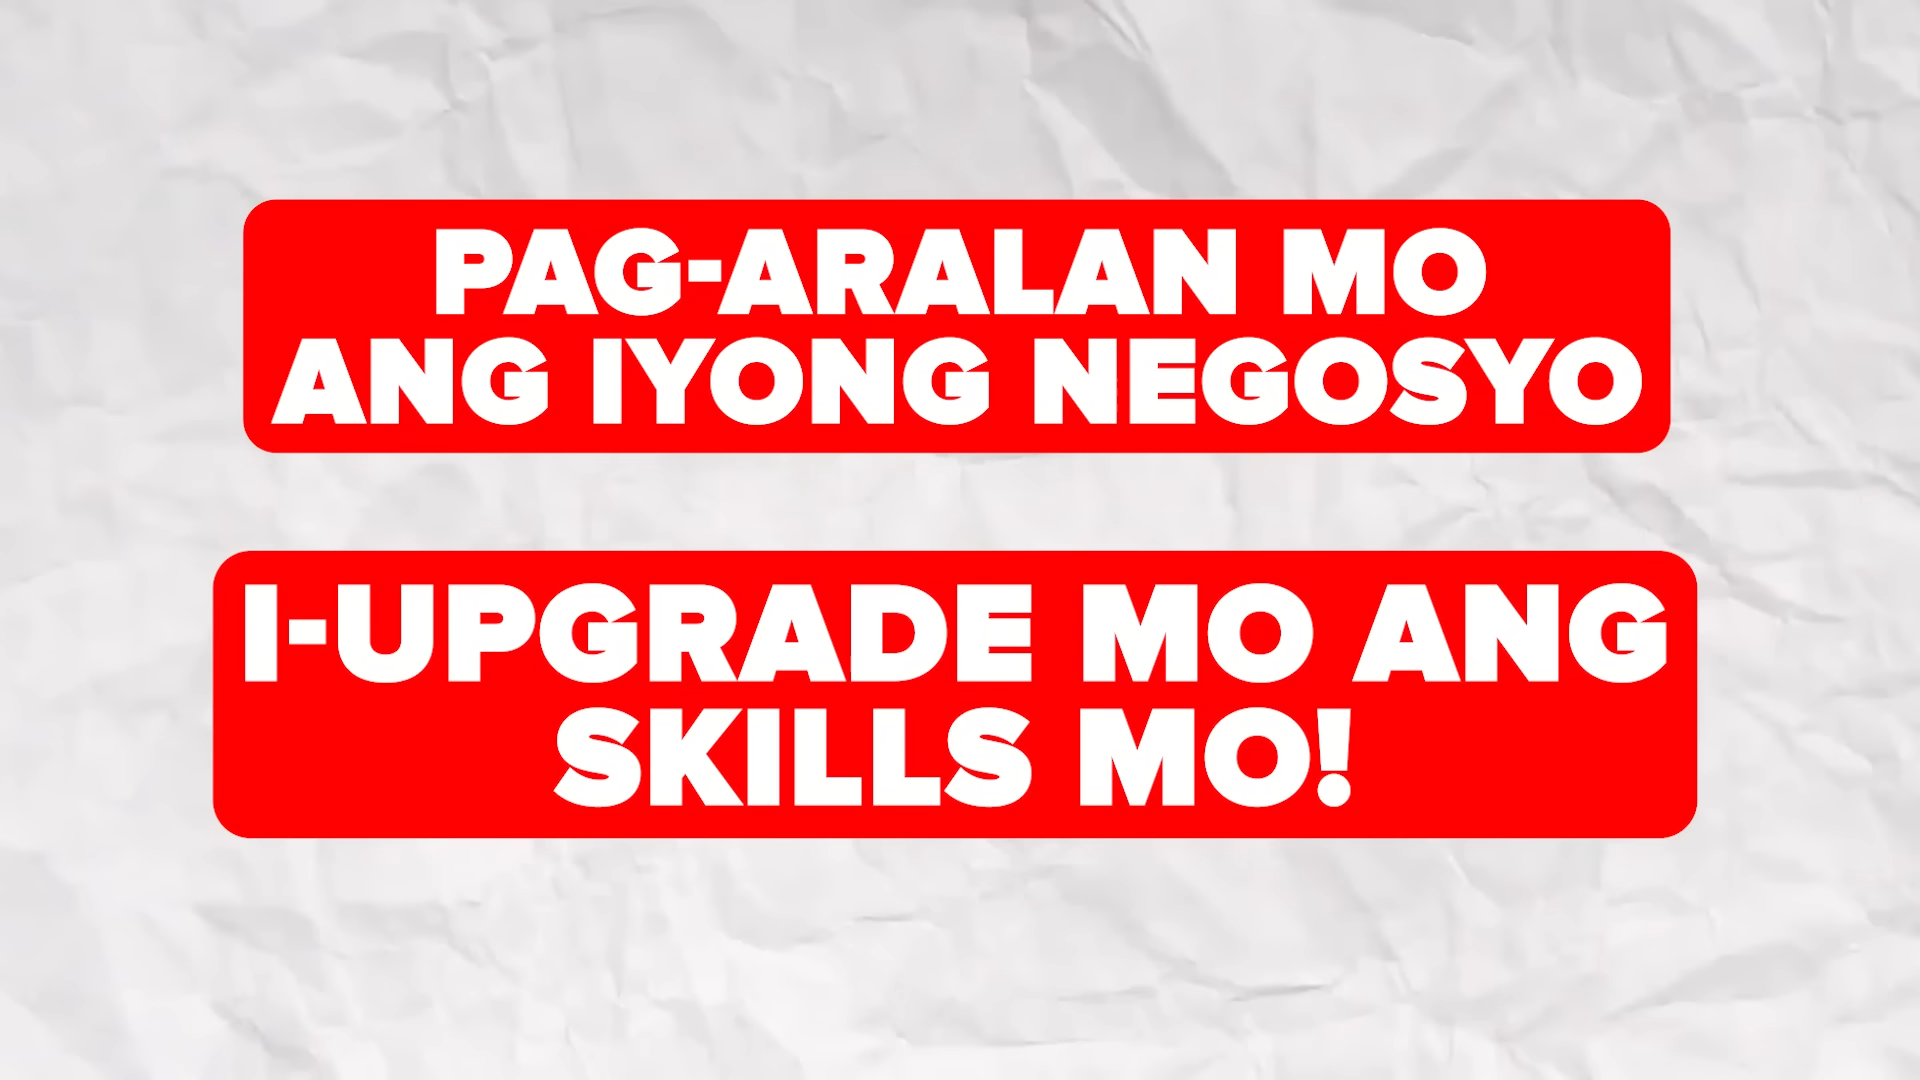 PAG-ARALAN MO
ANG IYONG NEGOSYO
I-UPGRADE MO ANG
SKILLS MO!